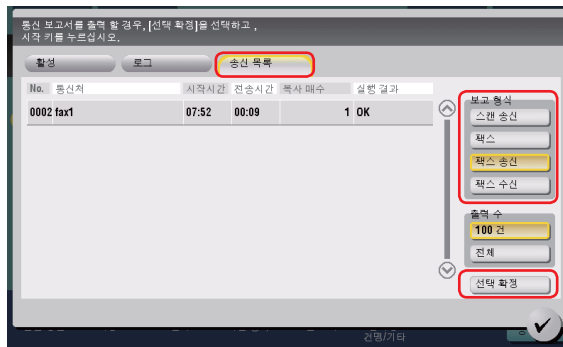 통신 보고서를 출력 할 경우, [선택 확정]을 선택하고 ,
시작 키를 누르십시오.
활성 로그 송신 목록
No. 통신처 시작시간 전송시간 복사 매수 실행 결과
0002 fax1 07:52 00:09 1 OK
보고 형식
스캔 송신
팩스
팩스 송신
팩스 수신
출력 수
100 건
전체
선택 확정
건명/기타